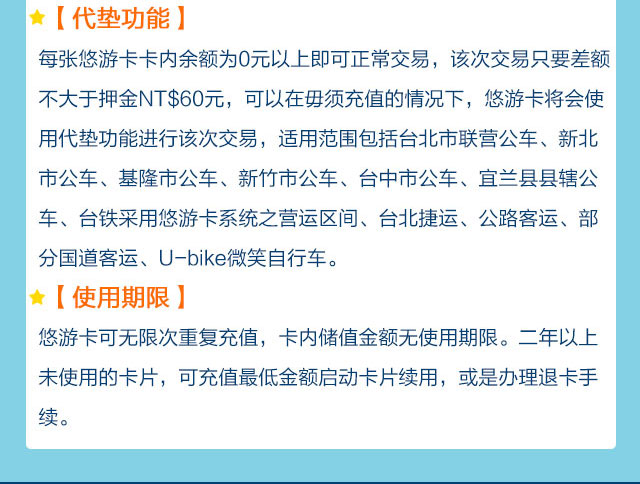 【代垫功能】
每张悠游卡卡内余额为0元以上即可正常交易，该次交易只要差额
不大于押金NT$60元，可以在毋须充值的情况下，悠游卡将会使
用代垫功能进行该次交易，适用范围包括台北市联营公车、新北
市公车、基隆市公车、新竹市公车、台中市公车、宜兰县县辖公
车、台铁采用悠游卡系统之营运区间、台北捷运、公路客运、部
分国道客运、U-bike微笑自行车。
【使用期限】
悠游卡可无限次重复充值，卡内储值金额无使用期限。二年以上
未使用的卡片，可充值最低金额启动卡片续用，或是办理退卡手
续。